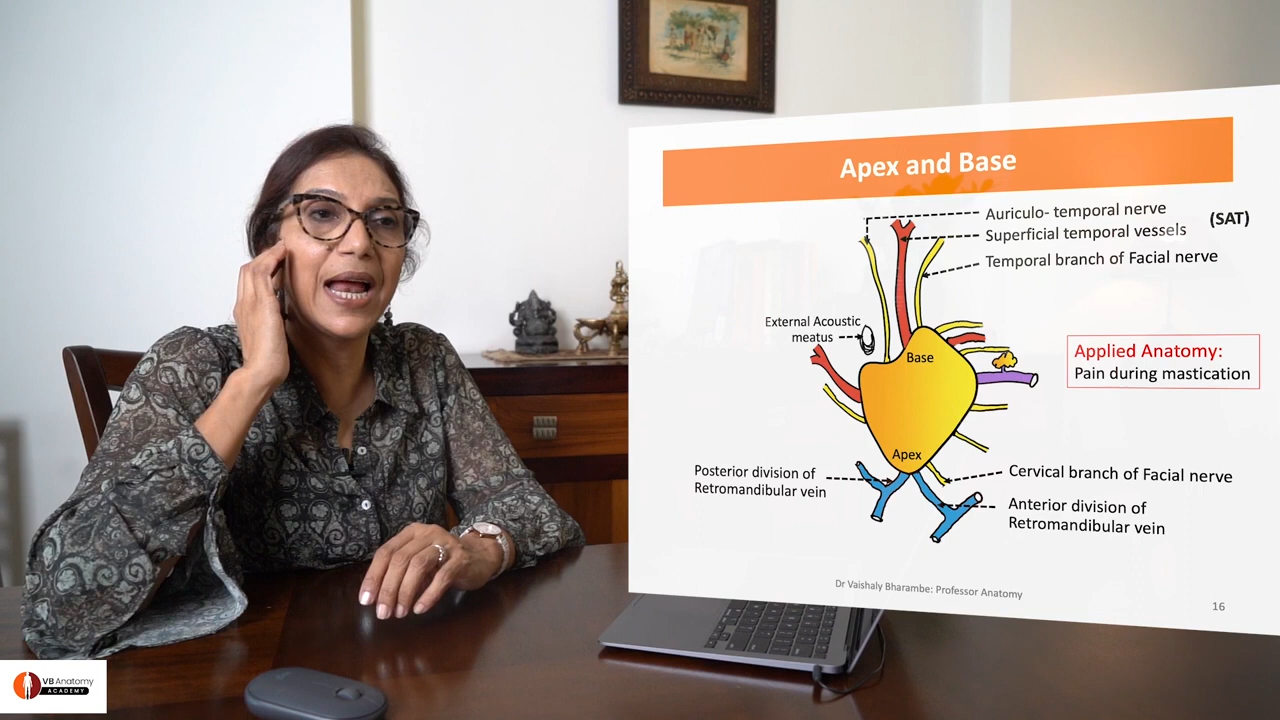 Apex and Base
Auriculo- temporal nerve
Superficial temporal vessels
(SAT)
Temporal branch of Facial nerve
External Acoustic
meatus
Base
Applied Anatomy:
Pain during mastication
Apex
Posterior division of
Retromandibular vein
Cervical branch of Facial nerve
Anterior division of
Retromandibular vein
Dr Vaishaly Bharambe: Professor Anatomy
16
VB Anatomy
ACADEMY